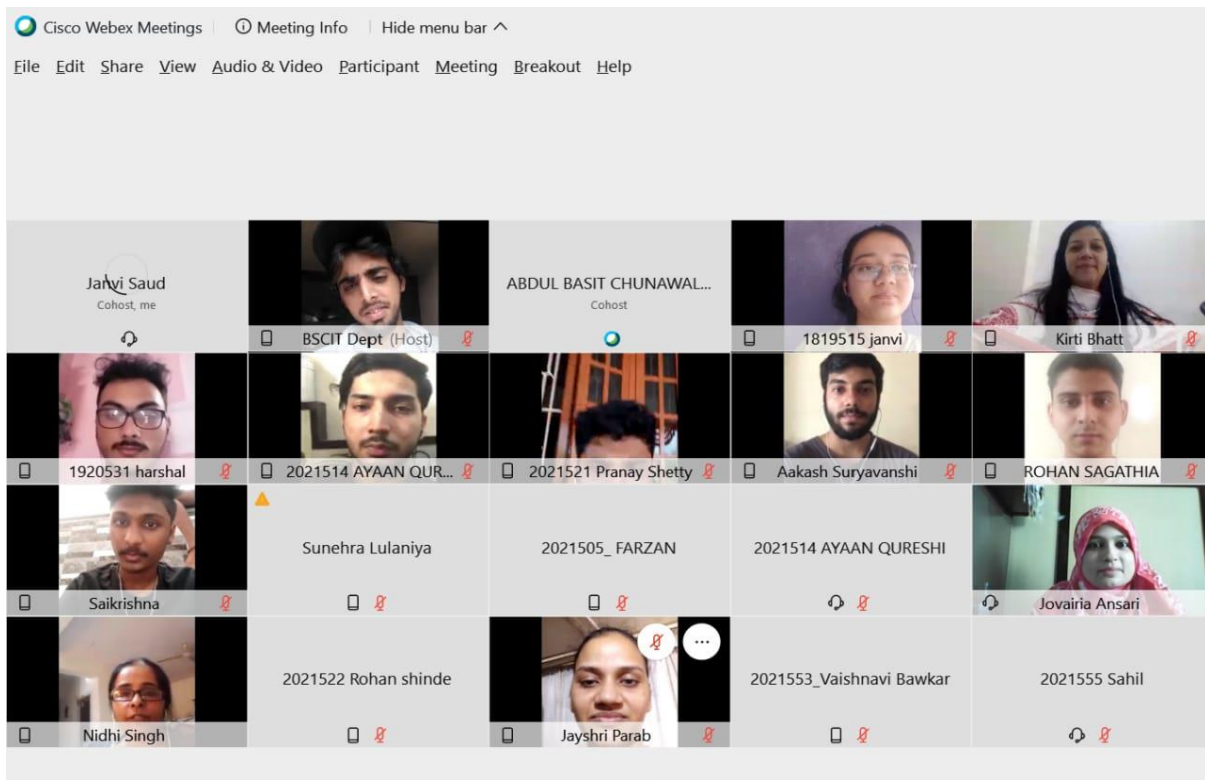 Cisco Webex Meetings Meeting Info Hide menu bar
File Edit Share View Audio & Video Participant Meeting Breakout Help
Janvi Saud
Cohost, me
BSCIT Dept (Host)
ABDUL BASIT CHUNAWAL...
Cohost
1819515 janvi
Kirti Bhatt
1920531 harshal
2021514 AYAAN QUR...
2021521 Pranay Shetty
Aakash Suryavanshi
ROHAN SAGATHIA
Saikrishna
Sunehra Lulaniya
2021505_ FARZAN
2021514 AYAAN QURESHI
Jovairia Ansari
Nidhi Singh
2021522 Rohan shinde
Jayshri Parab
2021553_Vaishnavi Bawkar
2021555 Sahil